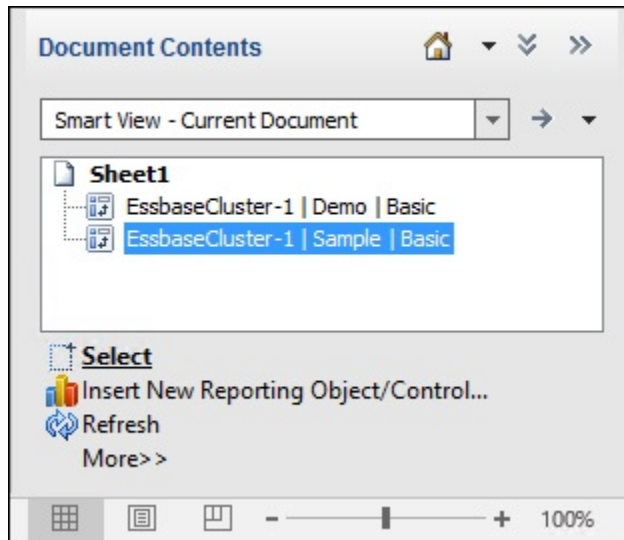 Document Contents
Smart View - Current Document
Sheet1
EssbaseCluster-1 | Demo | Basic
EssbaseCluster-1 | Sample | Basic
Select
Insert New Reporting Object/Control...
Refresh
More>>
100%